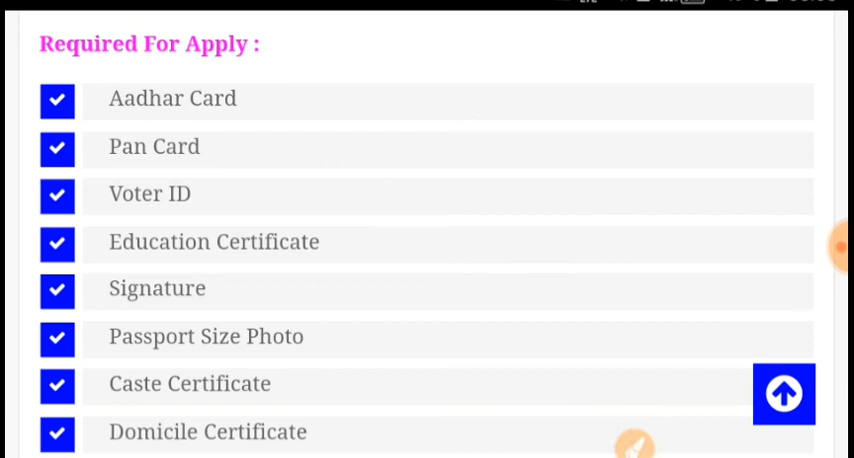 Required For Apply :
Aadhar Card
Pan Card
Voter ID
Education Certificate
Signature
Passport Size Photo
Caste Certificate
Domicile Certificate